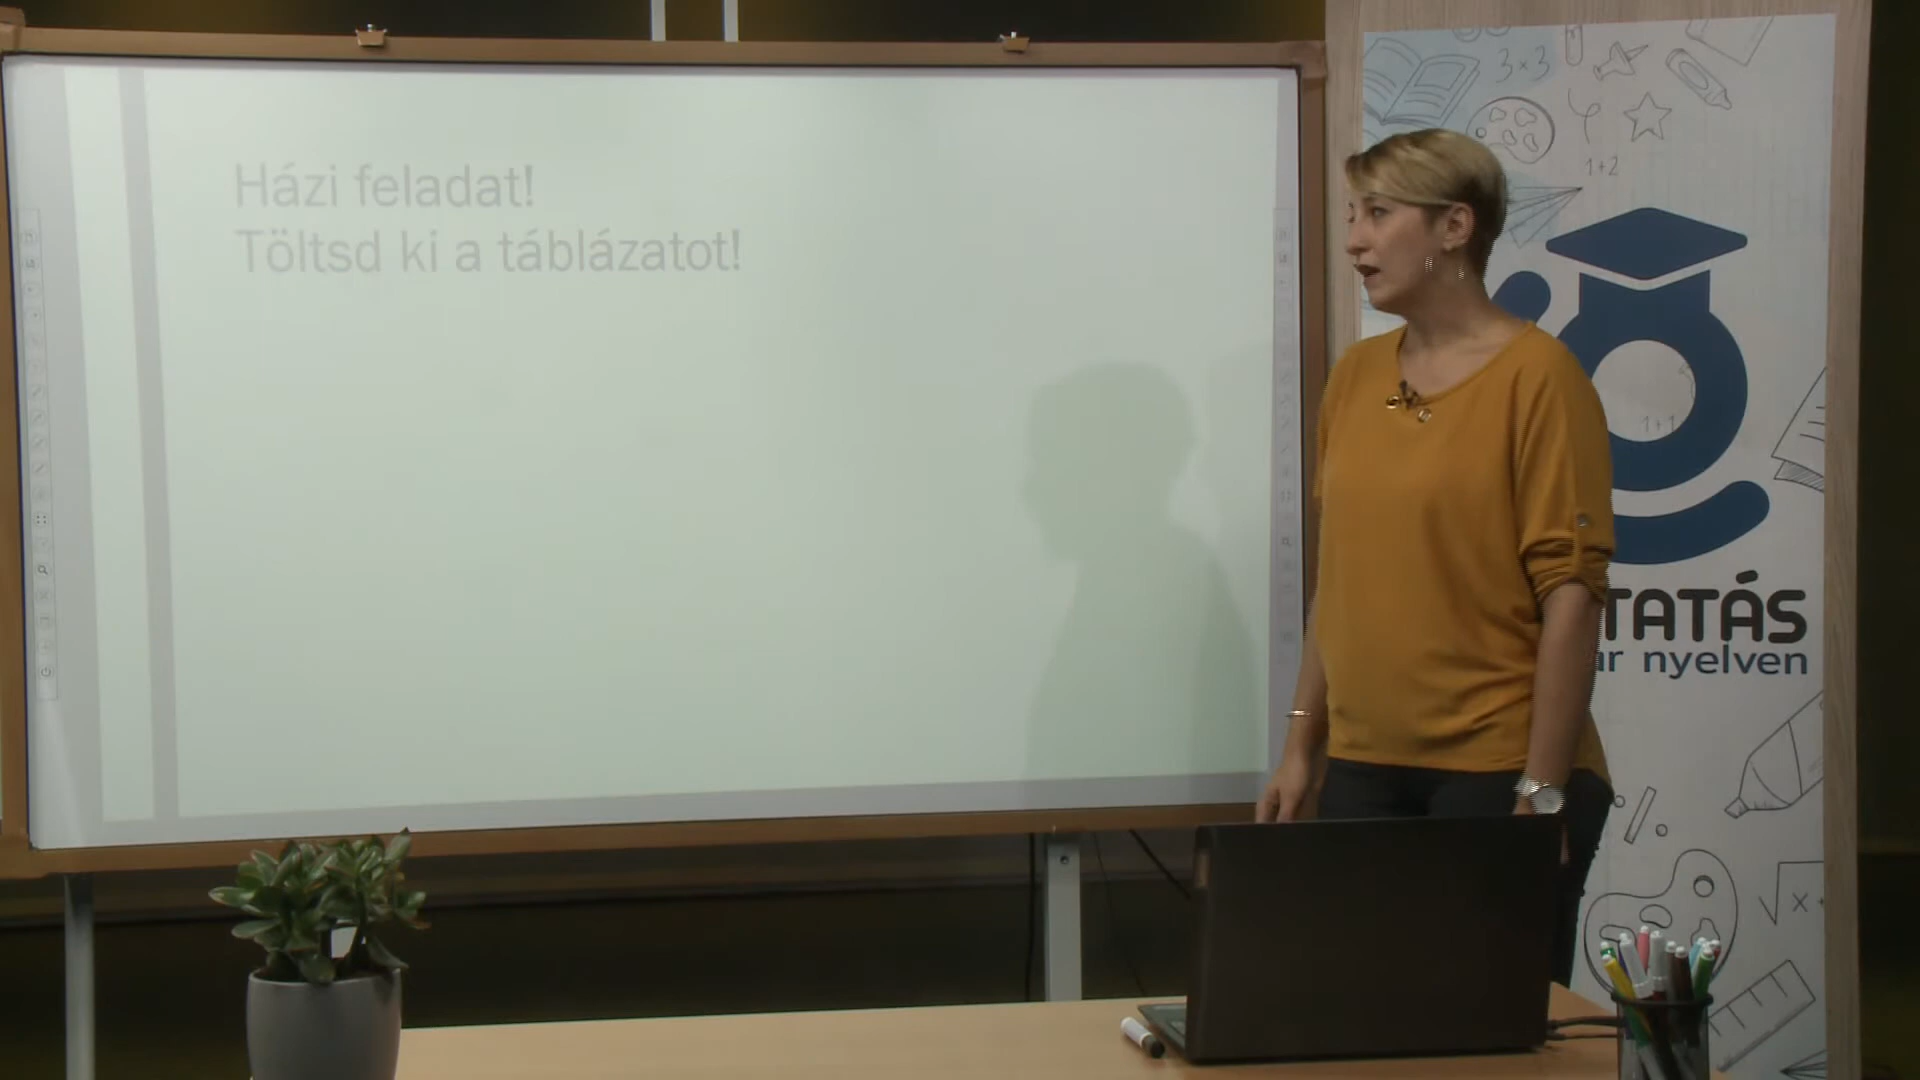 Házi feladat!
Töltsd ki a táblázatot!
3×3
1+2
1+1
TATÁS
ar nyelven
√x+